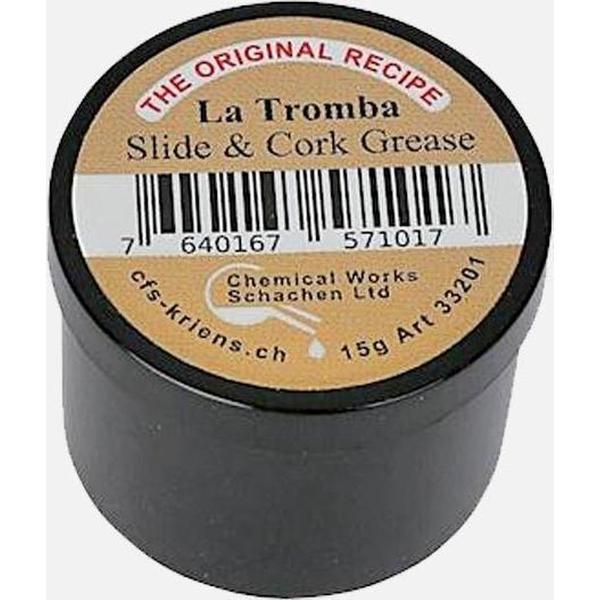 THE ORIGINAL RECIPE
La Tromba
Slide & Cork Grease
7 640167 571017
Chemical Works
Schachen Ltd
cfs-kriens.ch
15g Art 33201